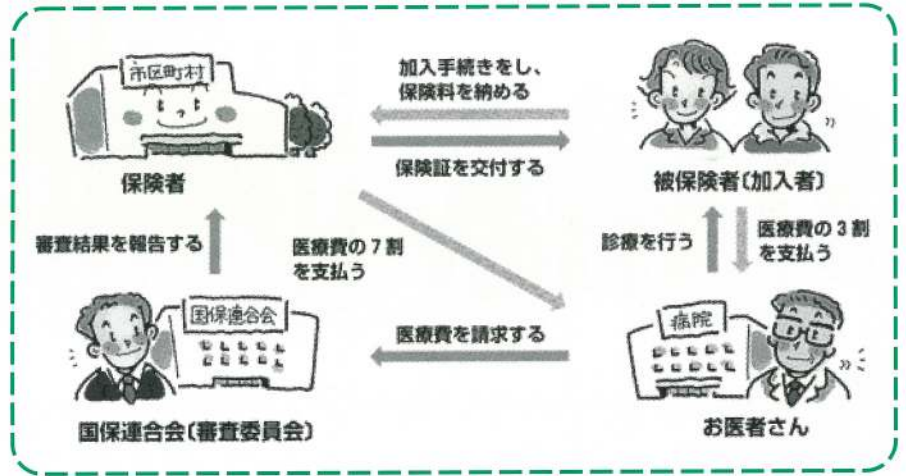 市区町村
保険者
加入手続きをし、
保険料を納める
保険証を交付する
被保険者〔加入者〕
審査結果を報告する
医療費の7割
を支払う
診療を行う
医療費の3割
を支払う
国保連合会
医療費を請求する
病院
国保連合会〔審査委員会〕
お医者さん